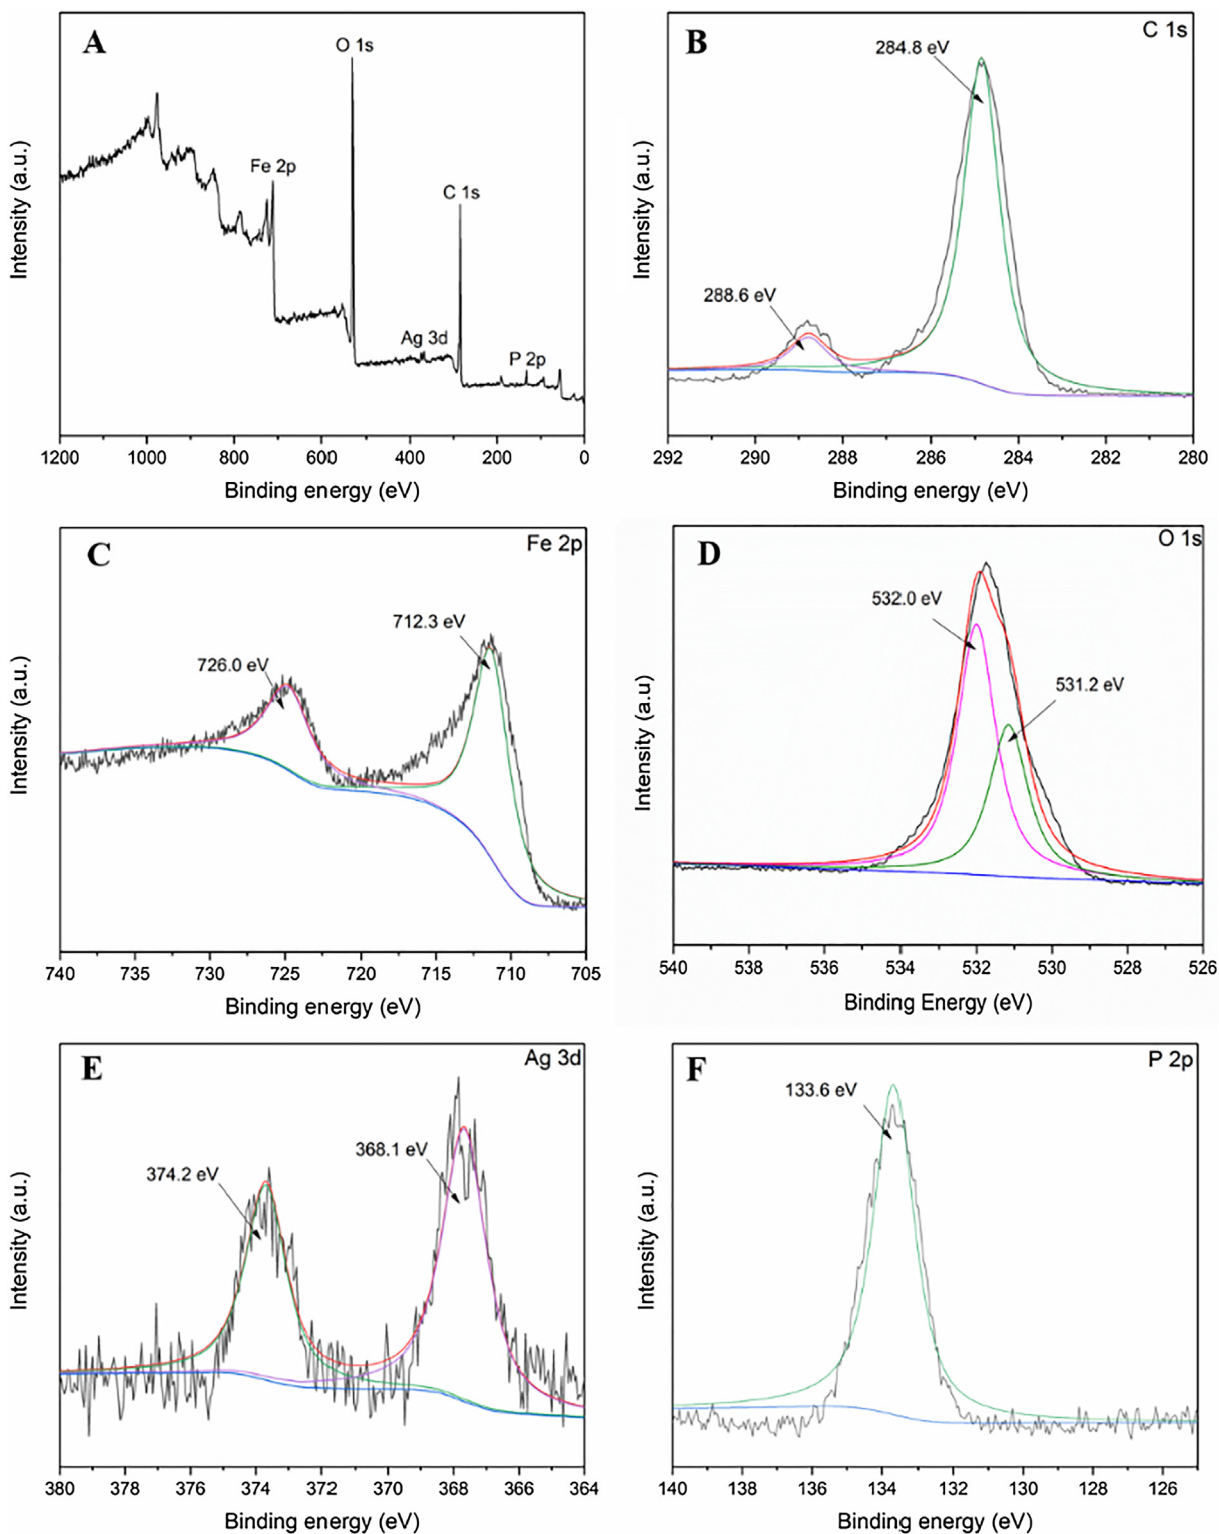 A
O 1s
Fe 2p
C 1s
Ag 3d
P 2p
Intensity (a.u.)
1200 1000 800 600 400 200 0
Binding energy (eV)
B
C 1s
284.8 eV
288.6 eV
Intensity (a.u.)
292 290 288 286 284 282 280
Binding energy (eV)
C
Fe 2p
712.3 eV
726.0 eV
Intensity (a.u.)
740 735 730 725 720 715 710 705
Binding energy (eV)
D
O 1s
532.0 eV
531.2 eV
Intensity (a.u)
540 538 536 534 532 530 528 526
Binding Energy (eV)
E
Ag 3d
368.1 eV
374.2 eV
Intensity (a.u.)
380 378 376 374 372 370 368 366 364
Binding energy (eV)
F
P 2p
133.6 eV
Intensity (a.u.)
140 138 136 134 132 130 128 126
Binding energy (eV)